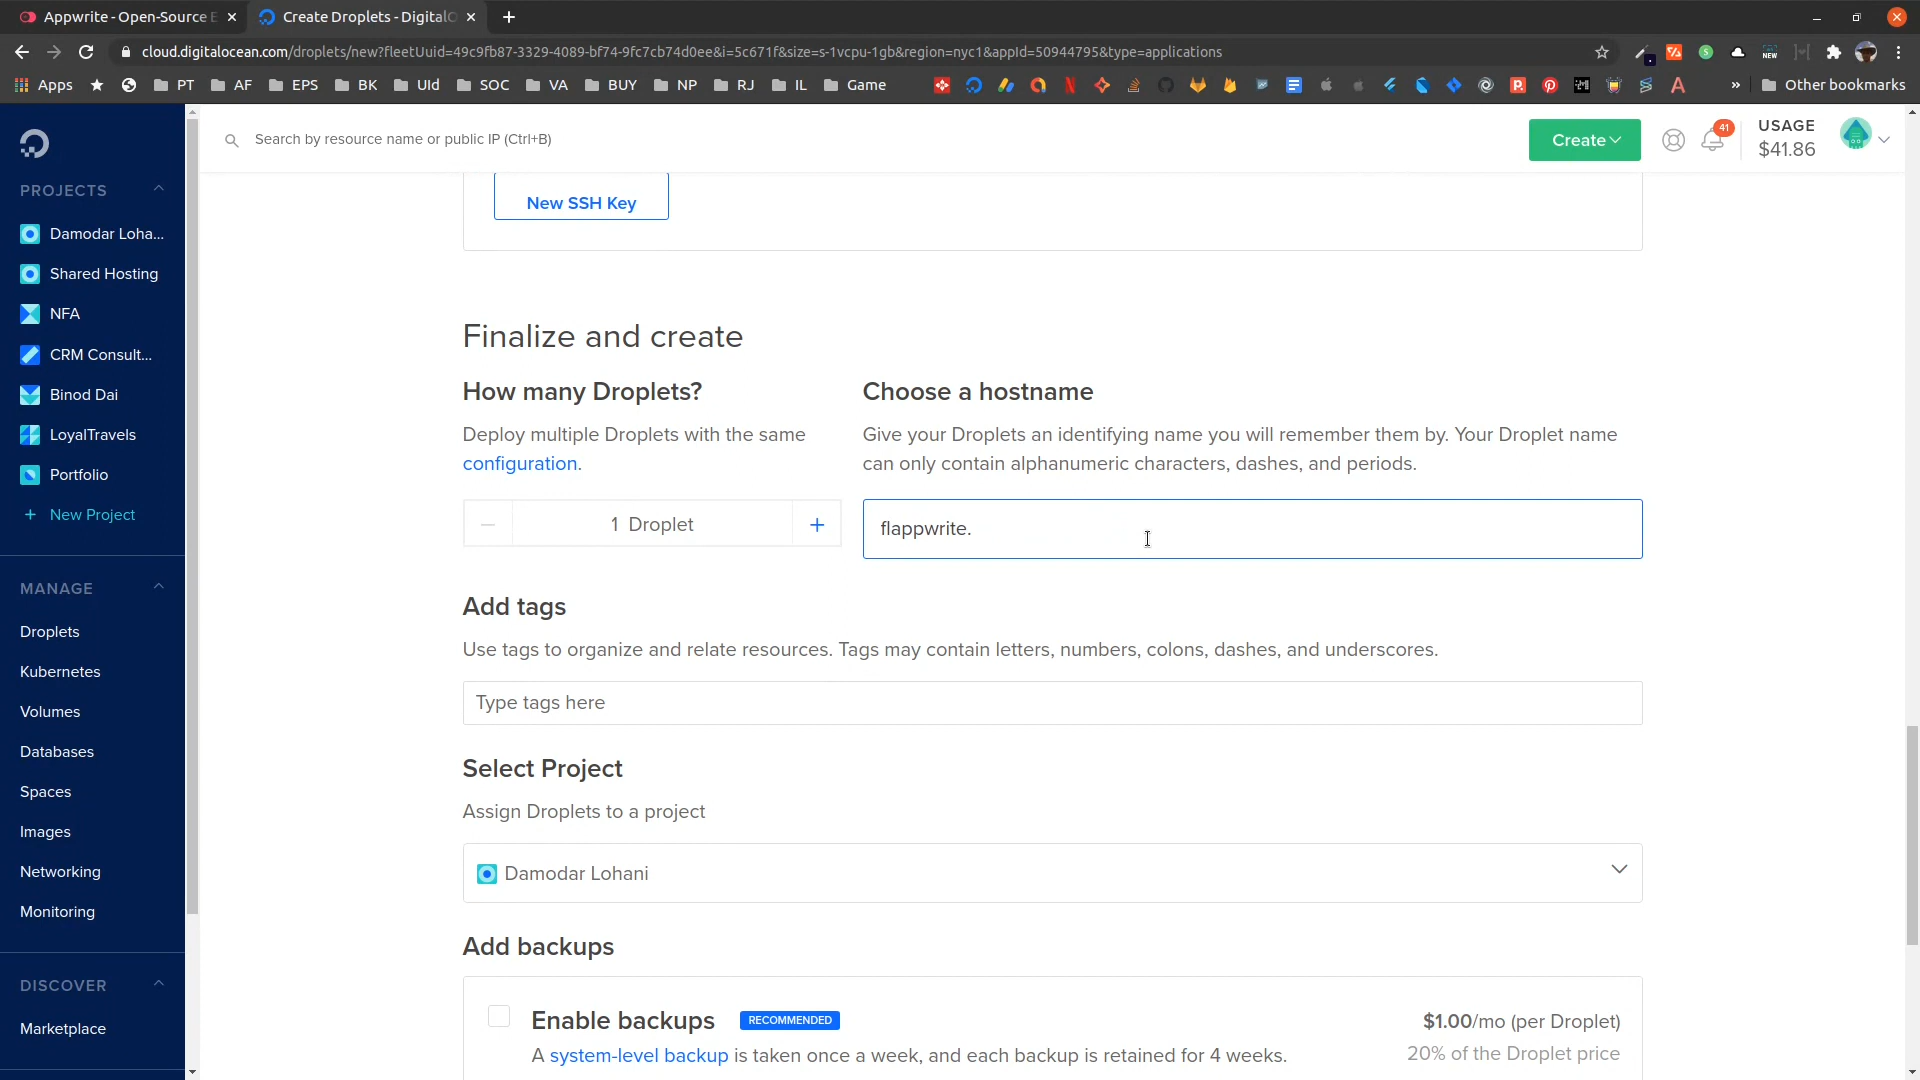 Appwrite - Open-Source E
Create Droplets - DigitalO
cloud.digitalocean.com/droplets/new?fleetUuid=49c9fb87-3329-4089-bf74-9fc7cb74d0ee&i=5c671f&size=s-1vcpu-1gb&region=nyc1&appId=50944795&type=applications
Apps
PT
AF
EPS
BK
UId
SOC
VA
BUY
NP
RJ
IL
Game
Other bookmarks
Search by resource name or public IP (Ctrl+B)
Create
41
USAGE
$41.86
PROJECTS
Damodar Loha...
Shared Hosting
NFA
CRM Consult...
Binod Dai
LoyalTravels
Portfolio
+ New Project
MANAGE
Droplets
Kubernetes
Volumes
Databases
Spaces
Images
Networking
Monitoring
DISCOVER
Marketplace
New SSH Key
Finalize and create
How many Droplets?
Deploy multiple Droplets with the same
configuration.
1 Droplet
Choose a hostname
Give your Droplets an identifying name you will remember them by. Your Droplet name
can only contain alphanumeric characters, dashes, and periods.
flappwrite.
Add tags
Use tags to organize and relate resources. Tags may contain letters, numbers, colons, dashes, and underscores.
Type tags here
Select Project
Assign Droplets to a project
Damodar Lohani
Add backups
Enable backups RECOMMENDED
$1.00/mo (per Droplet)
A system-level backup is taken once a week, and each backup is retained for 4 weeks.
20% of the Droplet price